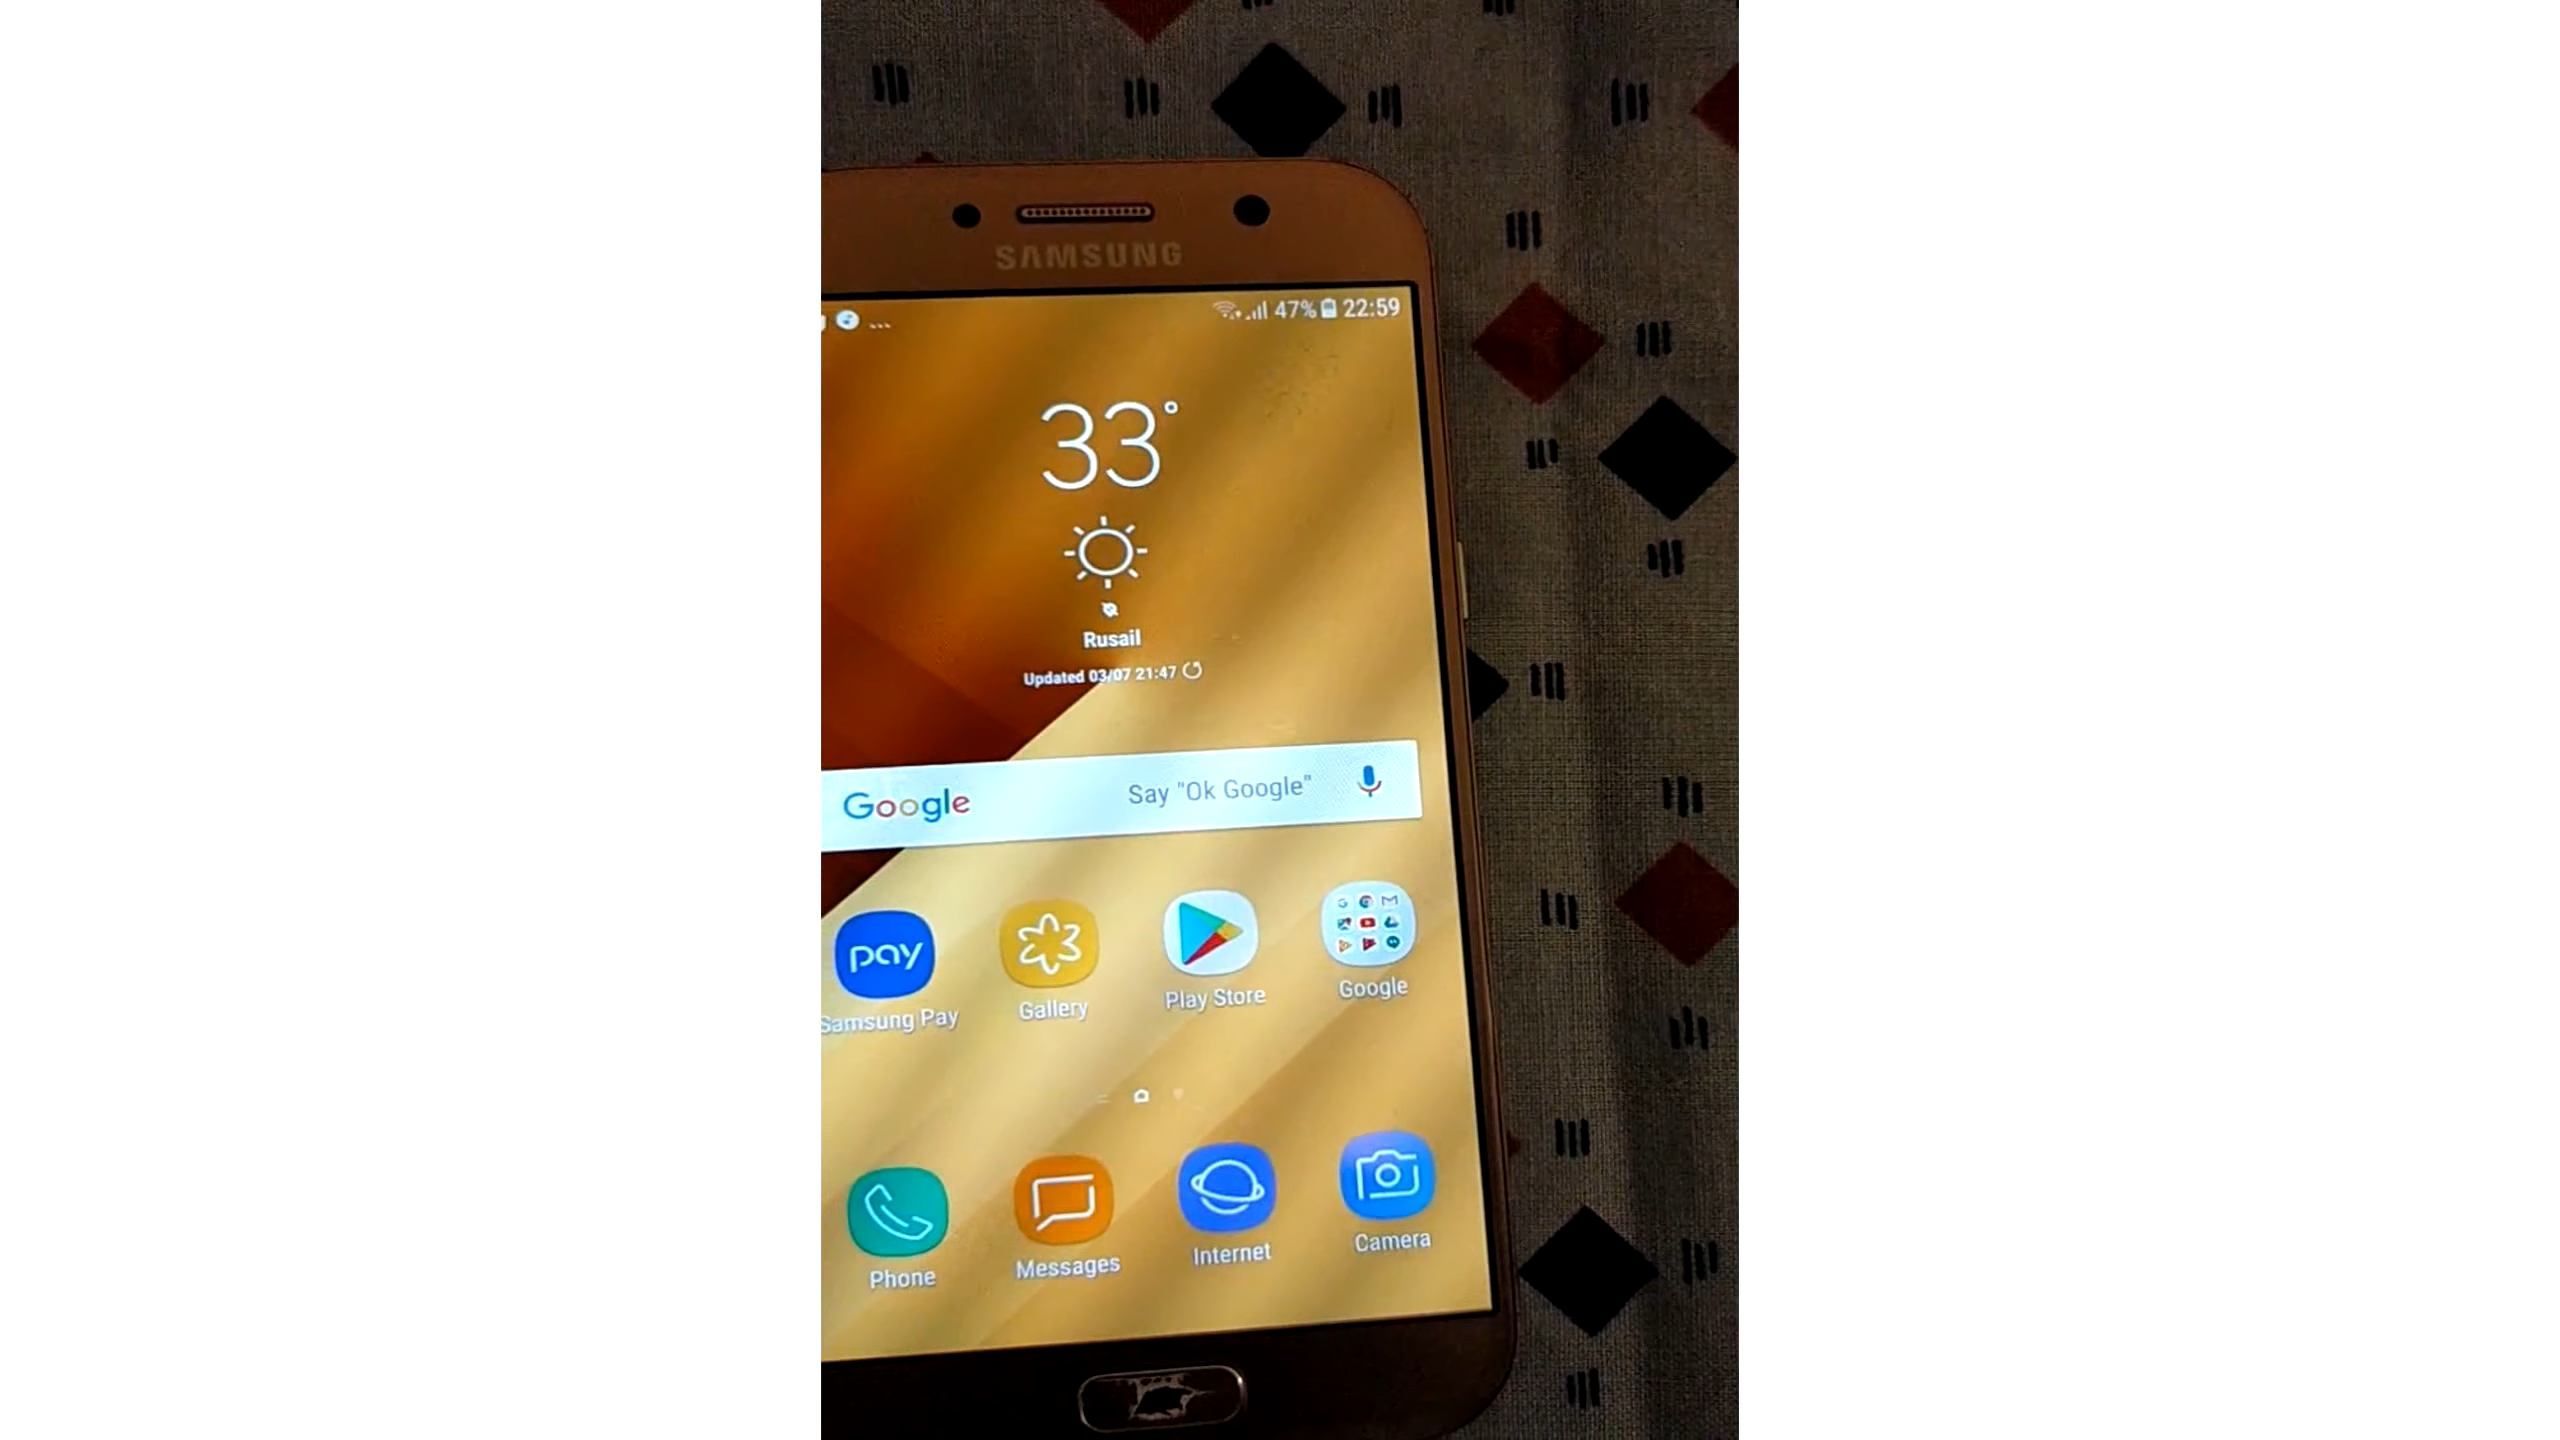 SAMSUNG
47% 22:59
33°
Rusail
Updated 03/07 21:47
Google Say "Ok Google"
pay
Samsung Pay Gallery Play Store Google
Phone Messages Internet Camera